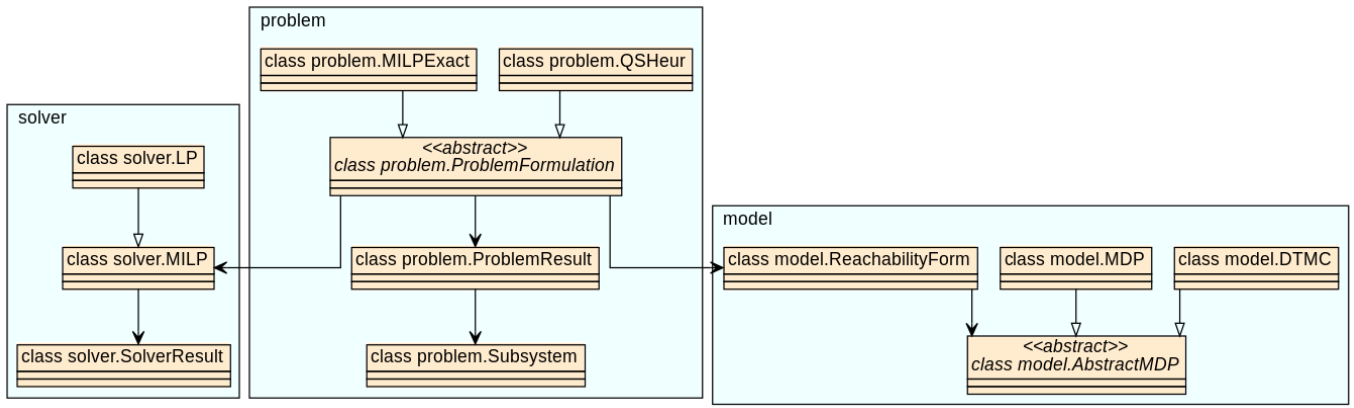 problem
class problem.MILPExact
class problem.QSHeur
<<abstract>>
class problem.ProblemFormulation
class problem.ProblemResult
class problem.Subsystem
solver
class solver.LP
class solver.MILP
class solver.SolverResult
model
class model.ReachabilityForm
class model.MDP
class model.DTMC
<<abstract>>
class model.AbstractMDP